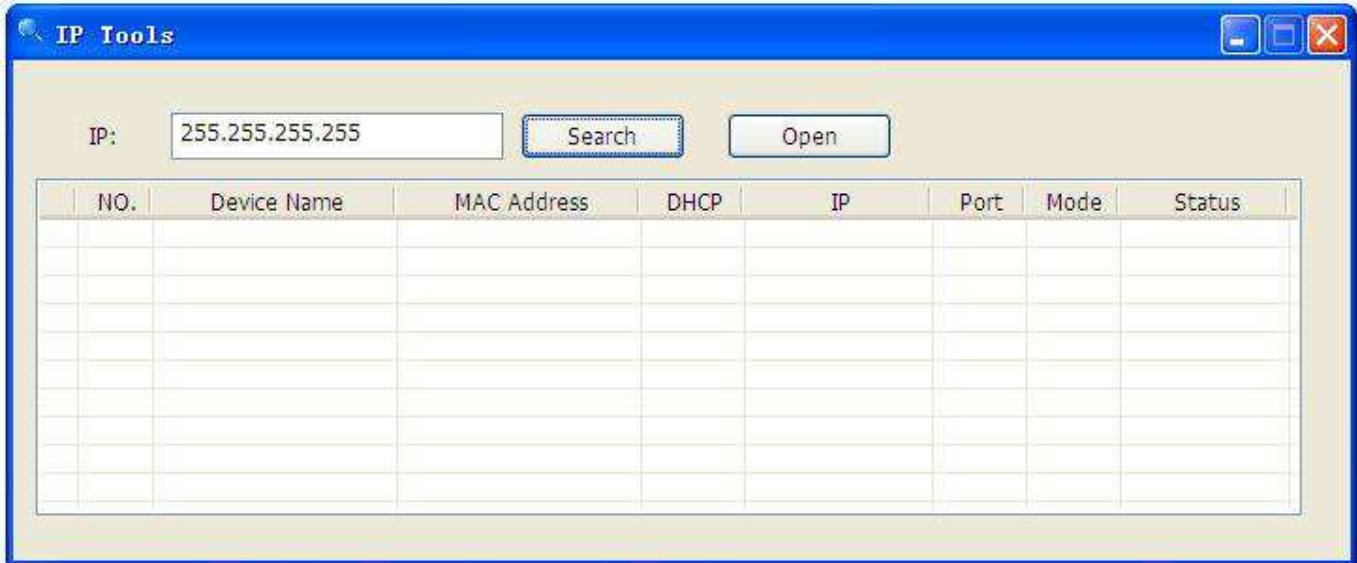 IP Tools
IP: 255.255.255.255 Search Open
NO. Device Name MAC Address DHCP IP Port Mode Status